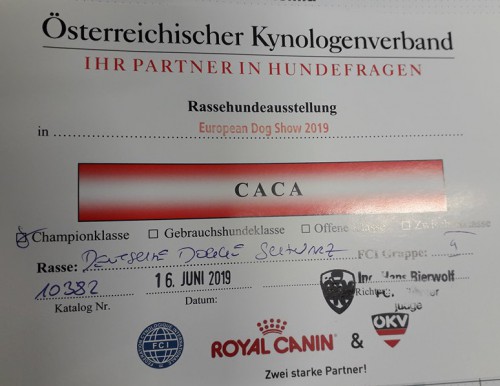 Österreichischer Kynologenverband
IHR PARTNER IN HUNDEFRAGEN
Rassehundeausstellung
in European Dog Show 2019
CACA
Championklasse Gebrauchshundeklasse Offene
Rasse: DEUTSCHE DOGGE SCHWARZ FCI Gruppe:
10382 16. JUNI 2019 Ing. Hans Bierwolf
Katalog Nr. Datum: Richter:
FCI ROYAL CANIN & ÖKV
Zwei starke Partner!